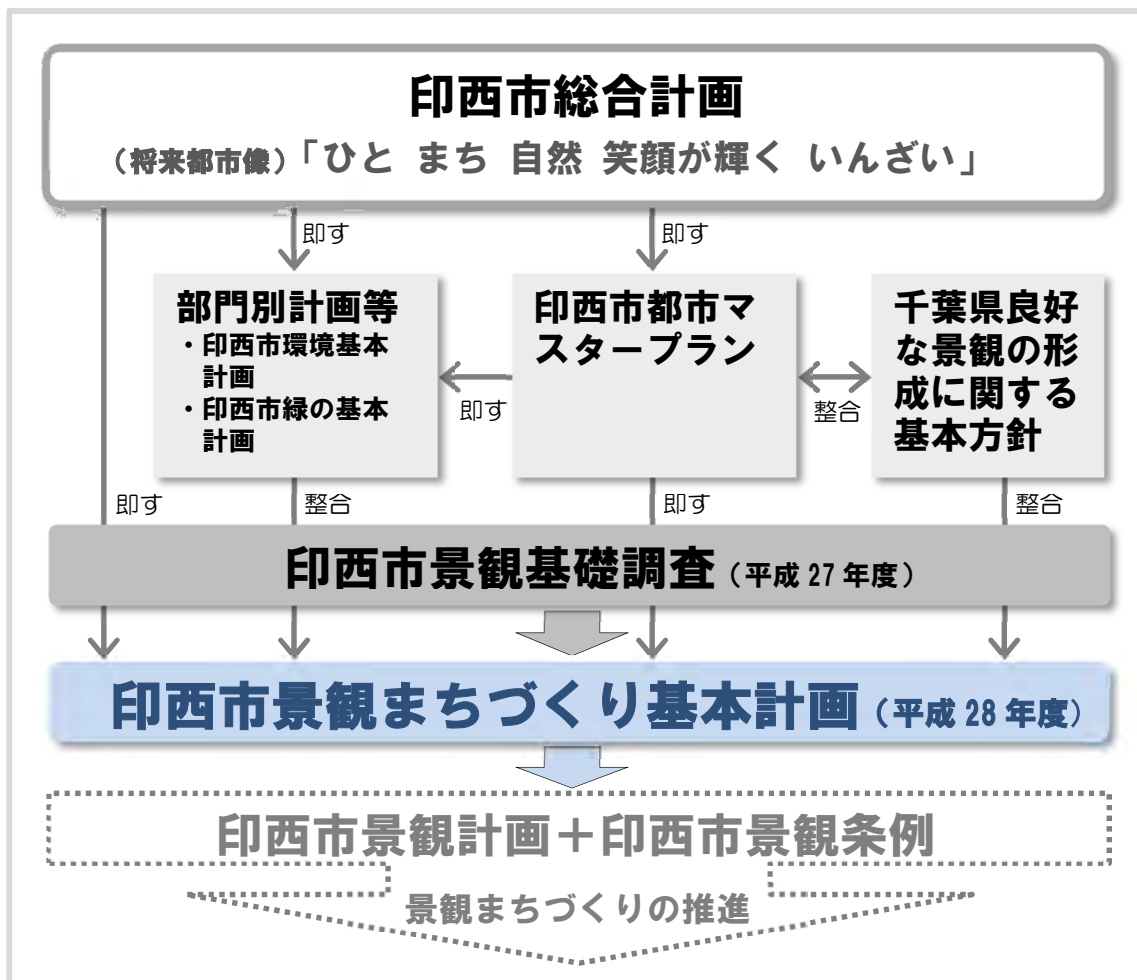 印西市総合計画
（将来都市像）「ひと まち 自然 笑顔が輝く いんざい」
即す
即す
部門別計画等
・印西市環境基本
計画
・印西市緑の基本
計画
即す
印西市都市マ
スタープラン
整合
千葉県良好
な景観の形
成に関する
基本方針
即す
整合
即す
整合
印西市景観基礎調査（平成 27 年度）
印西市景観まちづくり基本計画（平成 28 年度）
印西市景観計画＋印西市景観条例
景観まちづくりの推進